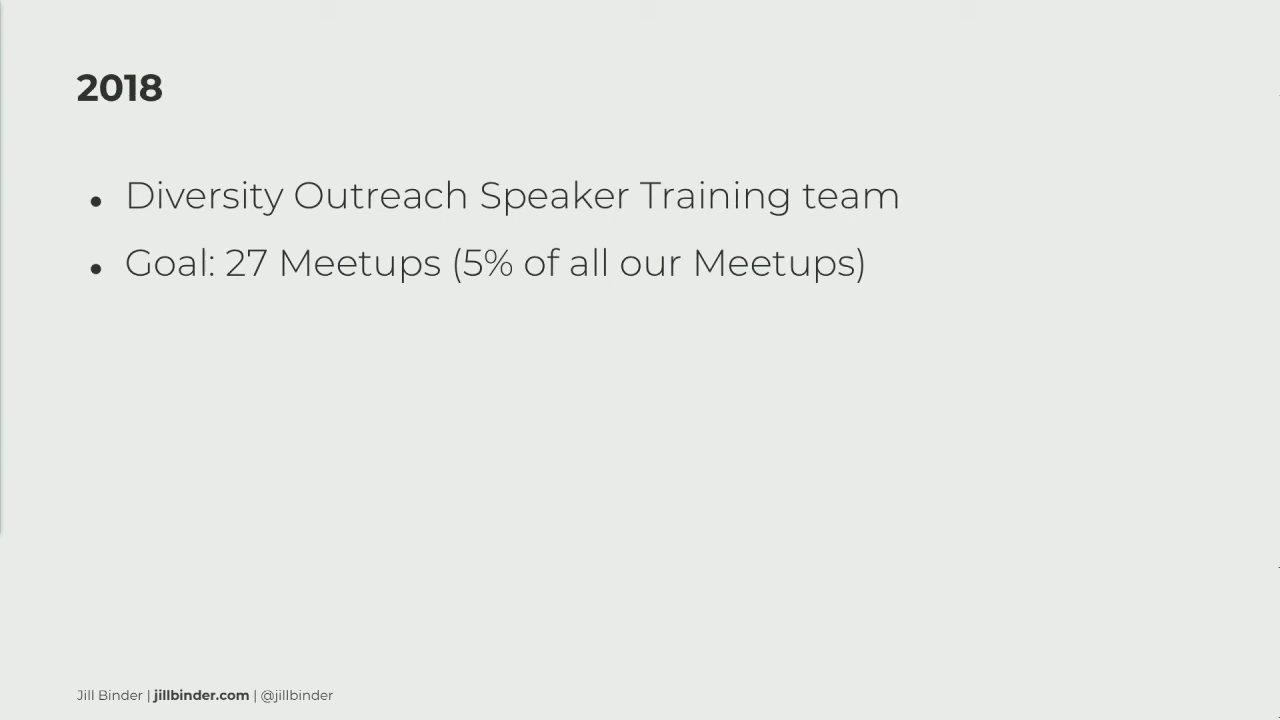 2018
• Diversity Outreach Speaker Training team
• Goal: 27 Meetups (5% of all our Meetups)
Jill Binder | jillbinder.com | @jillbinder